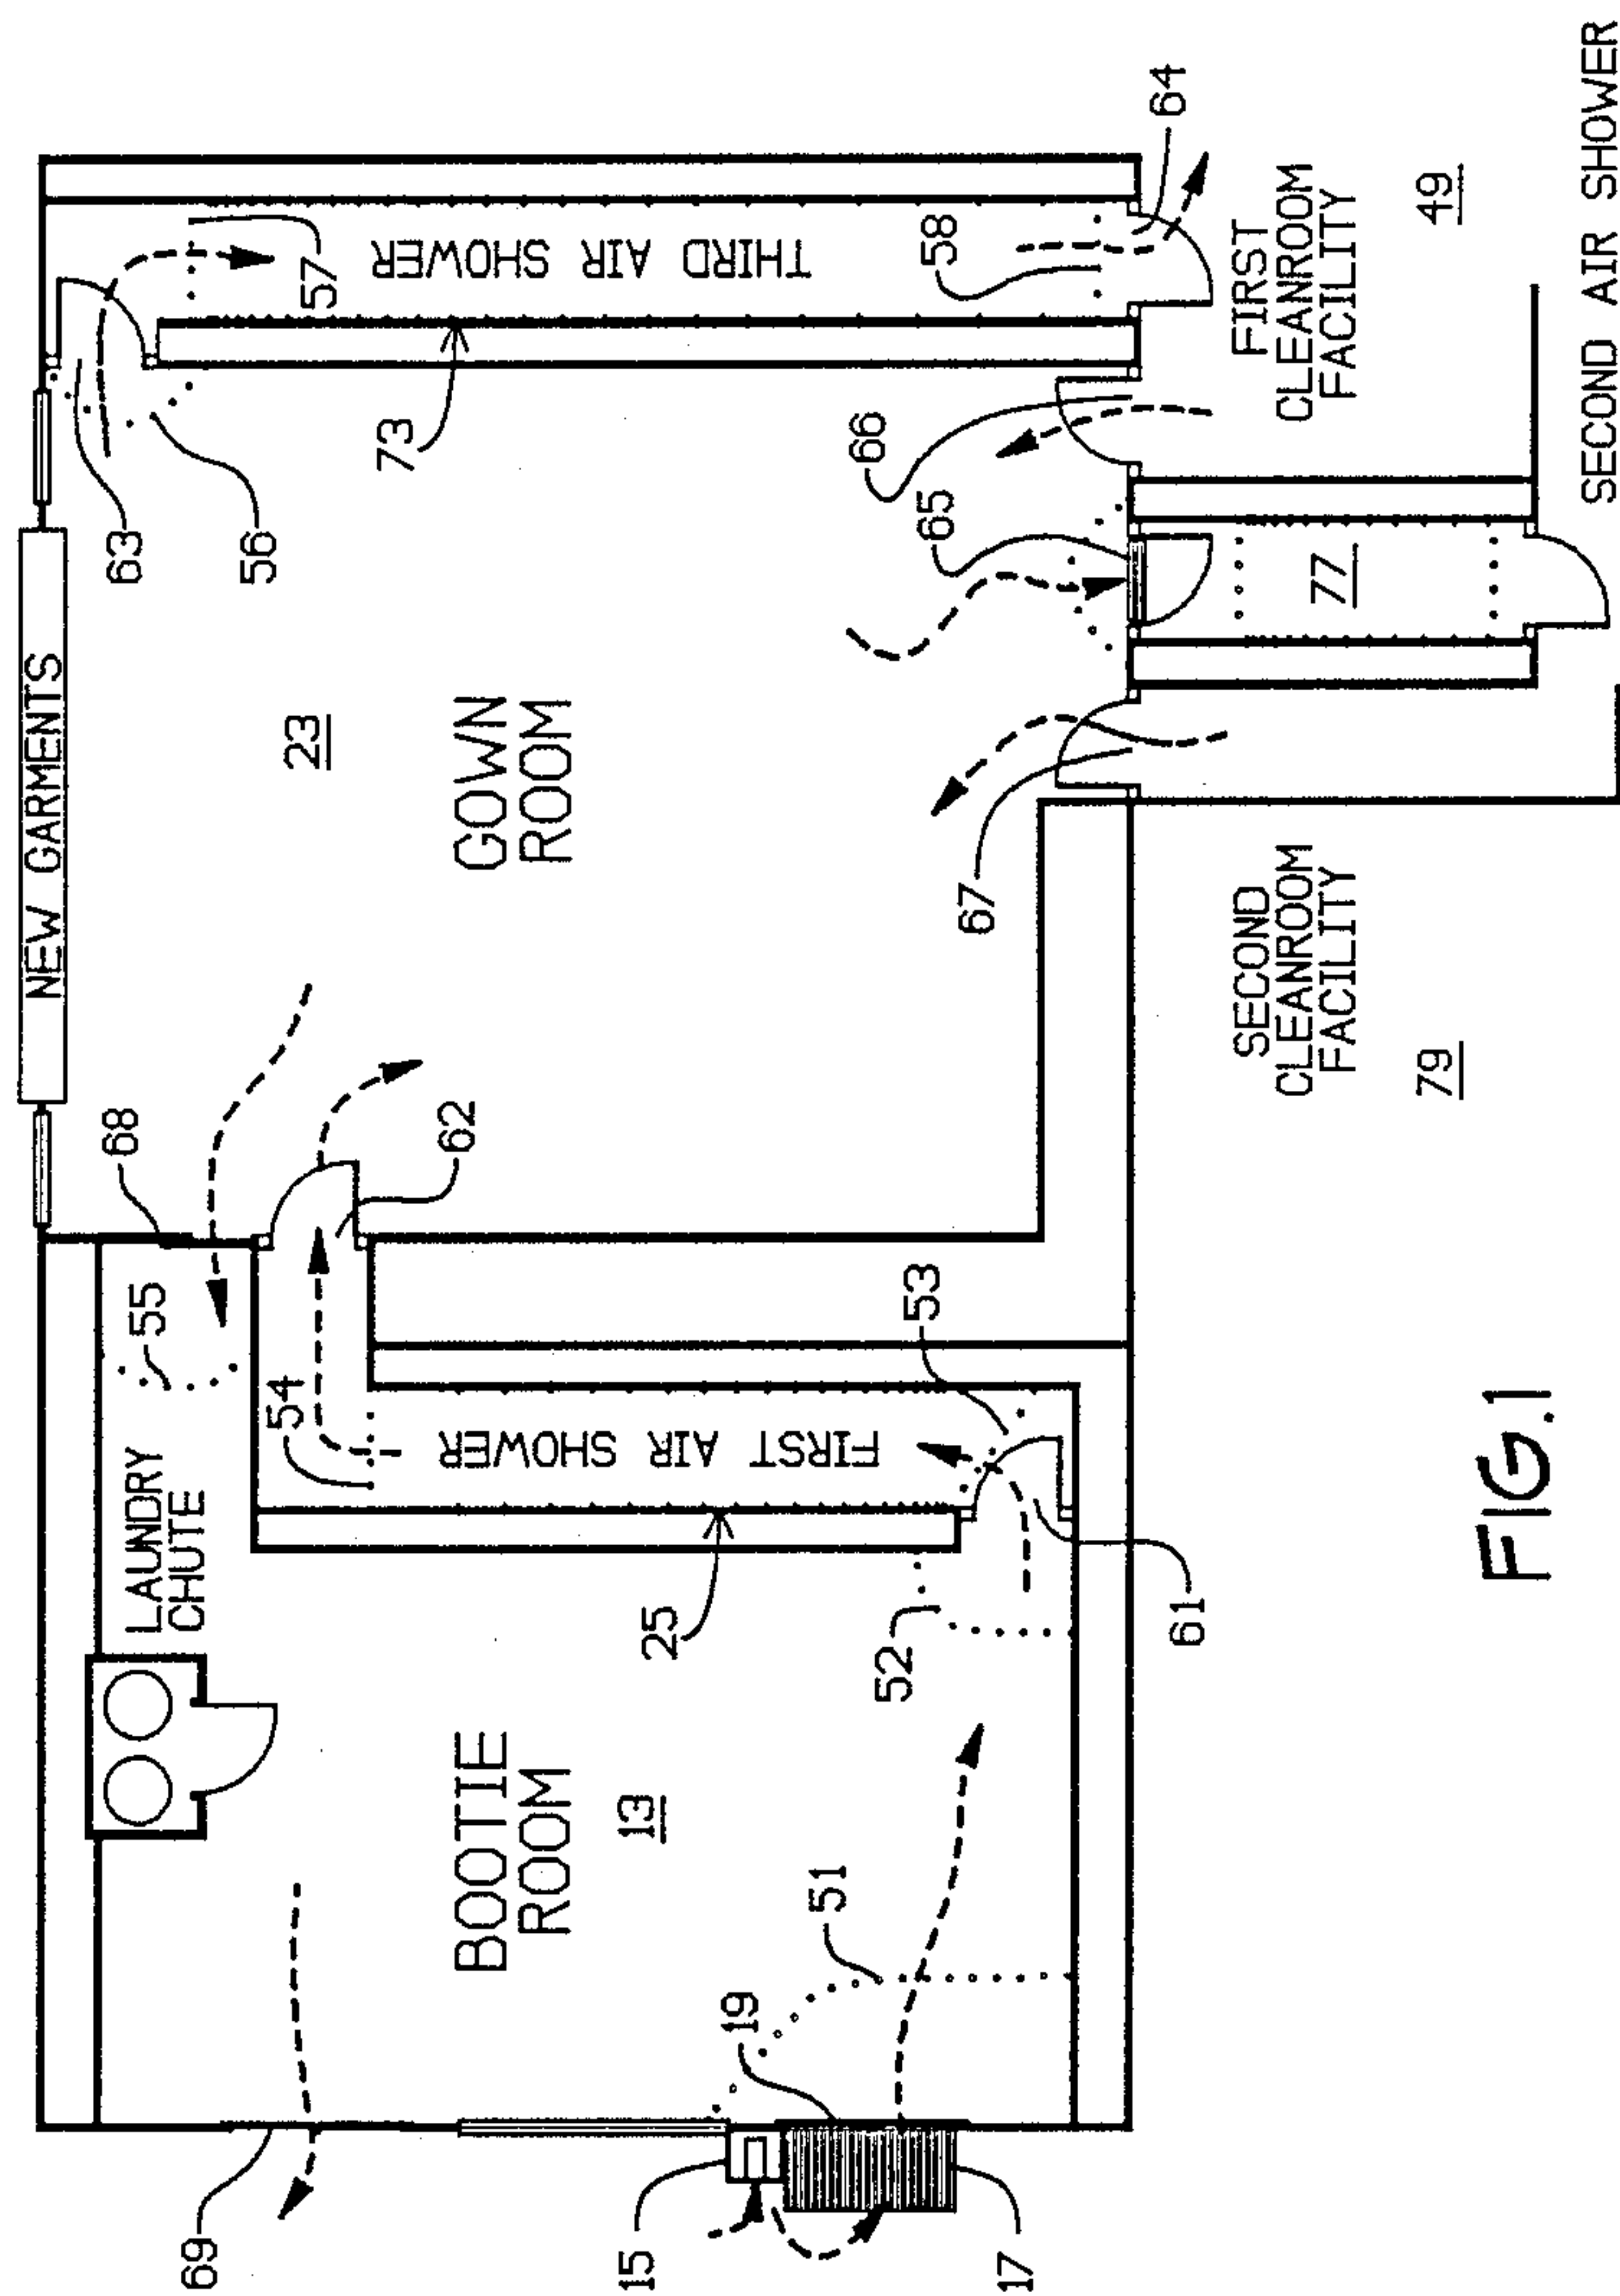 NEW GARMENTS
68
63
56
57
THIRD AIR SHOWER
73
58
64
23
GOWN
ROOM
62
66
65
67
FIRST
CLEANROOM
FACILITY
49
77
SECOND AIR SHOWER
SECOND
CLEANROOM
FACILITY
79
55
54
LAUNDRY
CHUTE
FIRST AIR SHOWER
53
25
52
61
BOOTIE
ROOM
13
51
19
69
15
17
FIG.1